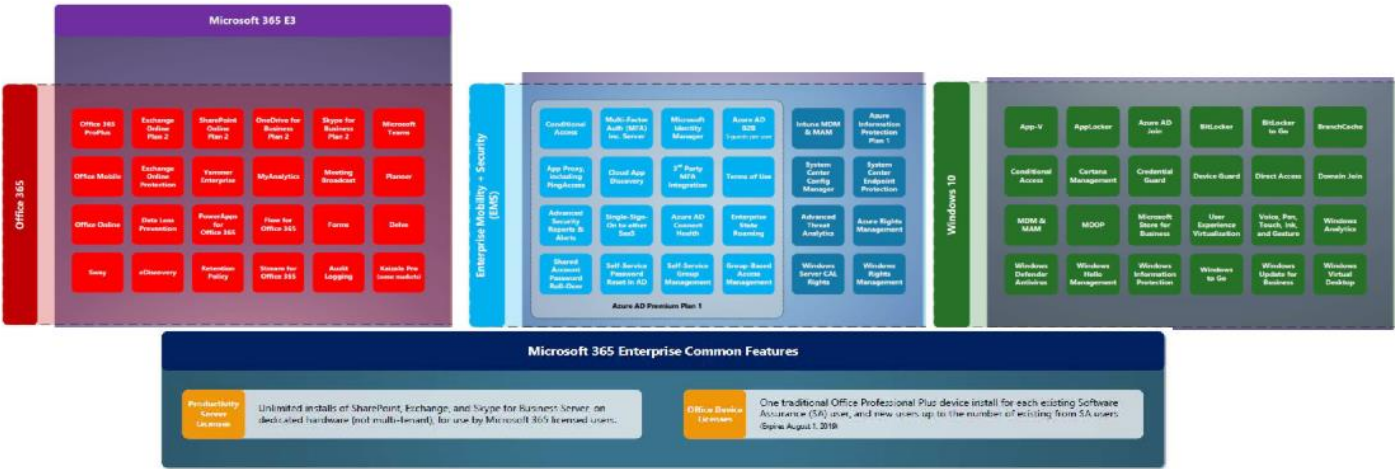 Microsoft 365 E3
Office 365
Office 365
ProPlus
Exchange
Online
Plan 2
SharePoint
Online
Plan 2
OneDrive for
Business
Plan 2
Skype for
Business
Plan 2
Microsoft
Teams
Office Mobile
Exchange
Online
Protection
Yammer
Enterprise
MyAnalytics
Meeting
Broadcast
Planner
Office Online
Data Loss
Prevention
PowerApps
for
Office 365
Flow for
Office 365
Forms
Delve
Sway
eDiscovery
Retention
Policy
Stream for
Office 365
Audit
Logging
Kaizala Pro
(some markets)
Enterprise Mobility + Security
(EMS)
Conditional
Access
Multi-Factor
Auth (MFA)
inc. Server
Microsoft
Identity
Manager
Azure AD
B2B
5 guests per user
Intune MDM
& MAM
Azure
Information
Protection
Plan 1
App Proxy,
including
PingAccess
Cloud App
Discovery
3rd Party
MFA
Integration
Terms of Use
System
Center
Config
Manager
System
Center
Endpoint
Protection
Advanced
Security
Reports &
Alerts
Single-Sign-
On to other
SaaS
Azure AD
Connect
Health
Enterprise
State
Roaming
Advanced
Threat
Analytics
Azure Rights
Management
Shared
Account
Password
Roll-Over
Self-Service
Password
Reset in AD
Self-Service
Group
Management
Group-Based
Access
Management
Windows
Server CAL
Rights
Windows
Rights
Management
Azure AD Premium Plan 1
Windows 10
App-V
AppLocker
Azure AD
Join
BitLocker
BitLocker
to Go
BranchCache
Conditional
Access
Cortana
Management
Credential
Guard
Device Guard
Direct Access
Domain Join
MDM &
MAM
MDOP
Microsoft
Store for
Business
User
Experience
Virtualization
Voice, Pen,
Touch, Ink,
and Gesture
Windows
Analytics
Windows
Defender
Antivirus
Windows
Hello
Management
Windows
Information
Protection
Windows
to Go
Windows
Update for
Business
Windows
Virtual
Desktop
Microsoft 365 Enterprise Common Features
Productivity
Server
Licenses
Unlimited installs of SharePoint, Exchange, and Skype for Business Server, on
dedicated hardware (not multi-tenant), for use by Microsoft 365 licensed users.
Office Device
Licenses
One traditional Office Professional Plus device install for each existing Software
Assurance (SA) user, and new users up to the number of existing from SA users
(Expires August 1, 2019)